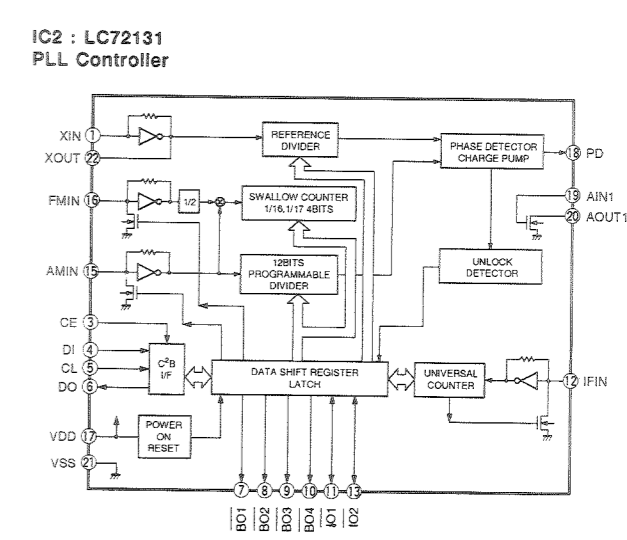 IC2 : LC72131
PLL Controller
XIN 1
XOUT 22
FMIN 16
AMIN 15
CE 3
DI 4
CL 5
DO 6
VDD 17
VSS 21
REFERENCE
DIVIDER
1/2
SWALLOW COUNTER
1/16,1/17 4BITS
12BITS
PROGRAMMABLE
DIVIDER
PHASE DETECTOR
CHARGE PUMP
UNLOCK
DETECTOR
C²B
I/F
DATA SHIFT REGISTER
LATCH
UNIVERSAL
COUNTER
POWER
ON
RESET
18 PD
19 AIN1
20 AOUT1
12 IFIN
7 8 9 10 11 13
BO1
BO2
BO3
BO4
IO1
IO2